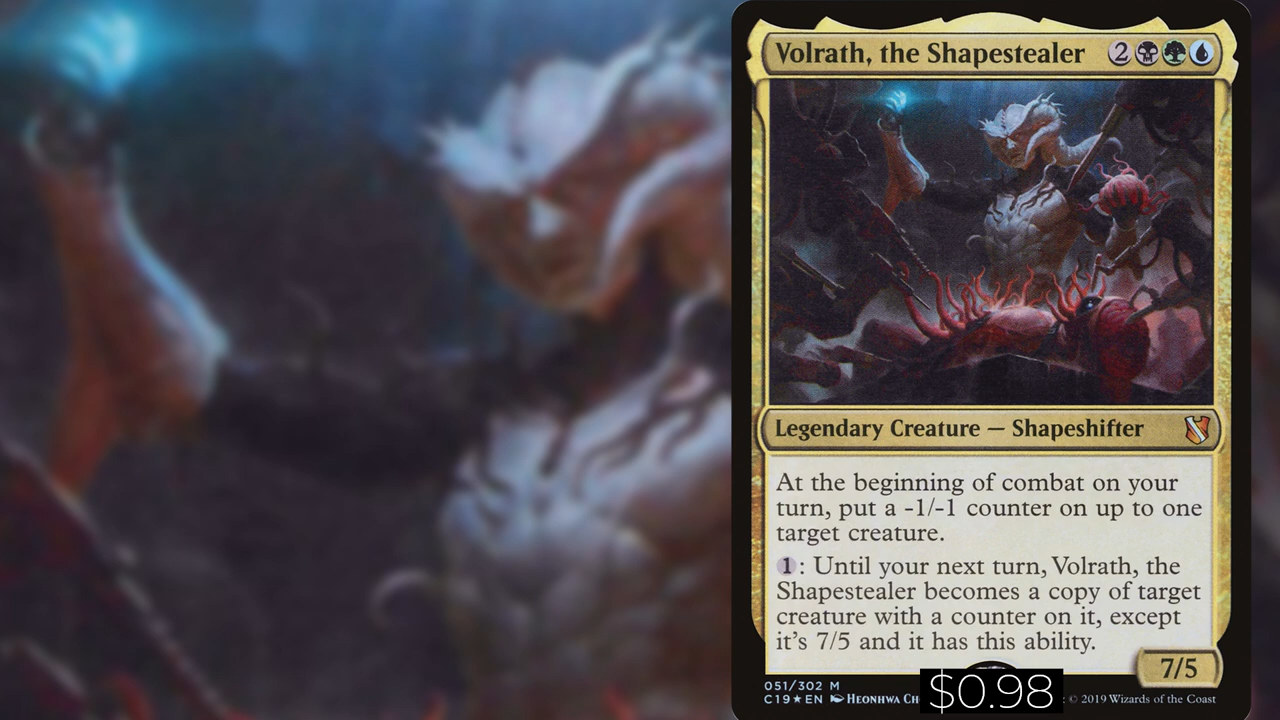 Volrath, the Shapestealer 2
Legendary Creature — Shapeshifter
At the beginning of combat on your
turn, put a -1/-1 counter on up to one
target creature.
1: Until your next turn, Volrath, the
Shapestealer becomes a copy of target
creature with a counter on it, except
it's 7/5 and it has this ability.
7/5
051/302 M
C19★EN HEONHWA CH
$0.98
© 2019 Wizards of the Coast